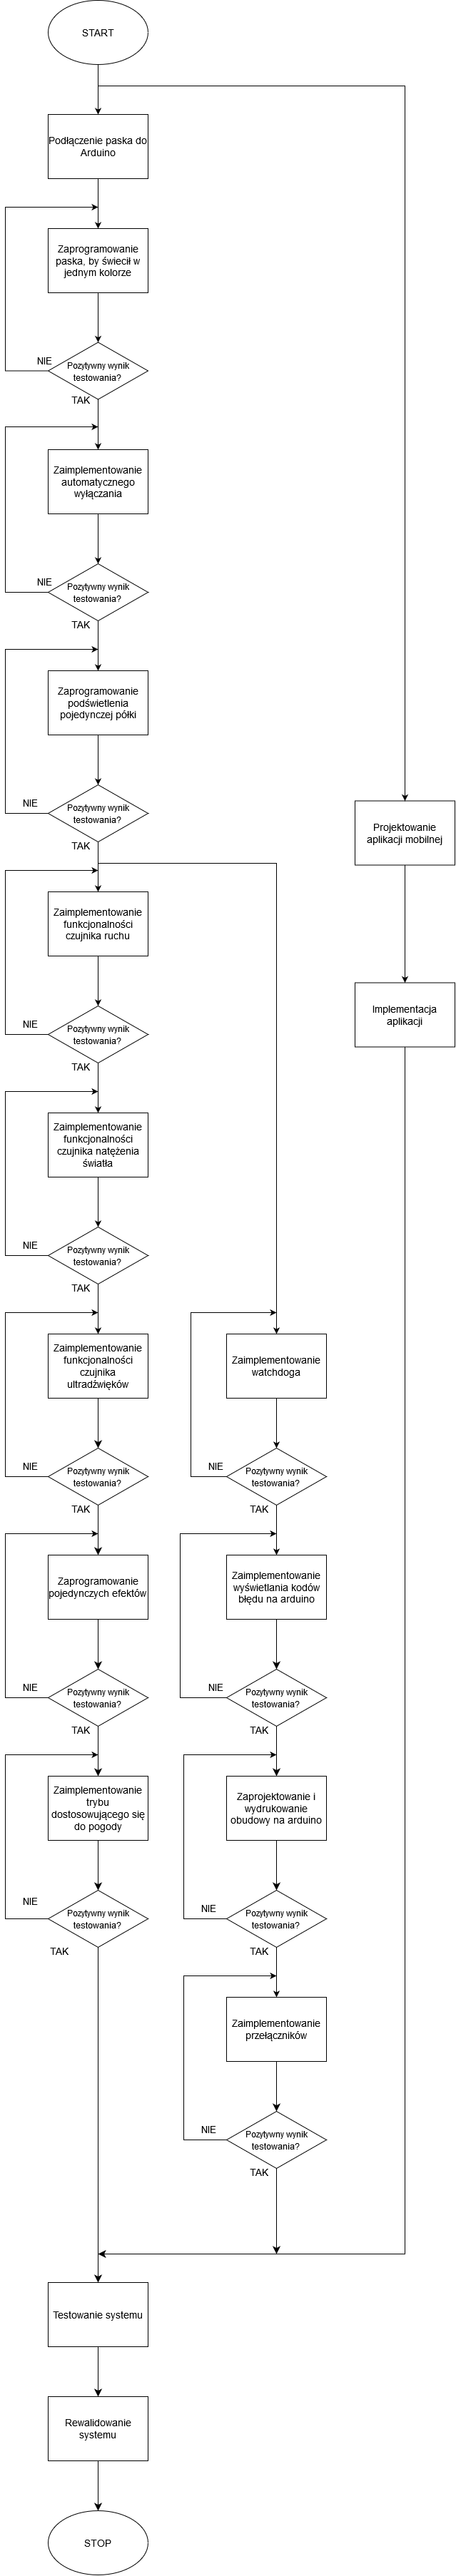 START
Podłączenie paska do
Arduino
Zaprogramowanie
paska, by świecił w
jednym kolorze
NIE
Pozytywny wynik
testowania?
TAK
Zaimplementowanie
automatycznego
wyłączania
NIE
Pozytywny wynik
testowania?
TAK
Zaprogramowanie
podświetlenia
pojedynczej półki
NIE
Pozytywny wynik
testowania?
TAK
Projektowanie
aplikacji mobilnej
Zaimplementowanie
funkcjonalności
czujnika ruchu
NIE
Pozytywny wynik
testowania?
TAK
Implementacja
aplikacji
Zaimplementowanie
funkcjonalności
czujnika natężenia
światła
NIE
Pozytywny wynik
testowania?
TAK
Zaimplementowanie
funkcjonalności
czujnika
ultradźwięków
NIE
Pozytywny wynik
testowania?
TAK
Zaimplementowanie
watchdoga
NIE
Pozytywny wynik
testowania?
TAK
Zaprogramowanie
pojedynczych efektów
NIE
Pozytywny wynik
testowania?
TAK
Zaimplementowanie
wyświetlania kodów
błędu na arduino
NIE
Pozytywny wynik
testowania?
TAK
Zaimplementowanie
trybu
dostosowującego się
do pogody
NIE
Pozytywny wynik
testowania?
TAK
Zaprojektowanie i
wydrukowanie
obudowy na arduino
NIE
Pozytywny wynik
testowania?
TAK
Zaimplementowanie
przełączników
NIE
Pozytywny wynik
testowania?
TAK
Testowanie systemu
Rewalidowanie
systemu
STOP